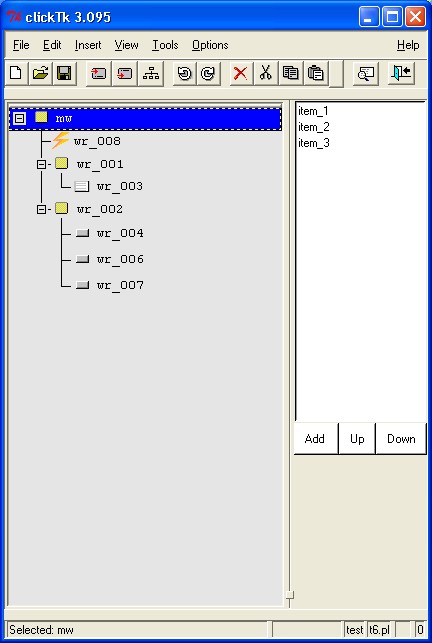 clickTk 3.095
File Edit Insert View Tools Options Help
mw
wr_008
wr_001
wr_003
wr_002
wr_004
wr_006
wr_007
item_1
item_2
item_3
Add Up Down
Selected: mw test t6.pl 0